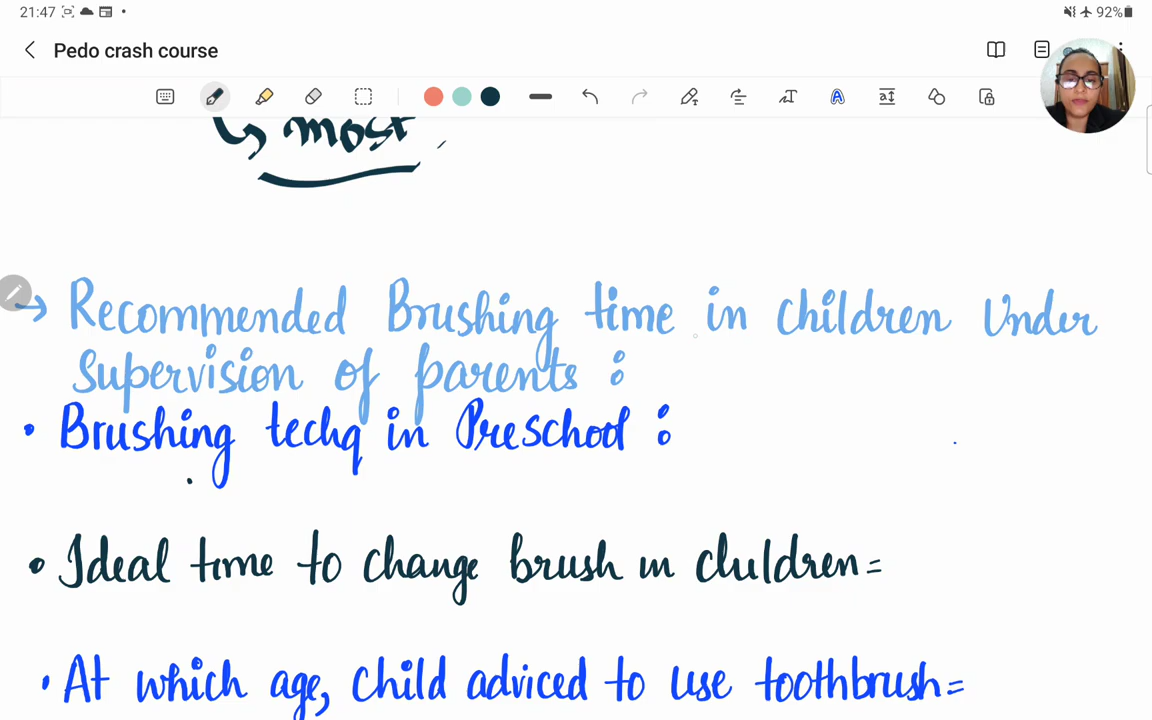 21:47
92%
Pedo crash course
most
→ Recommended Brushing time in children Under
Supervision of parents :
• Brushing techq in Preschool :
• Ideal time to change brush in children=
• At which age, child adviced to use toothbrush=